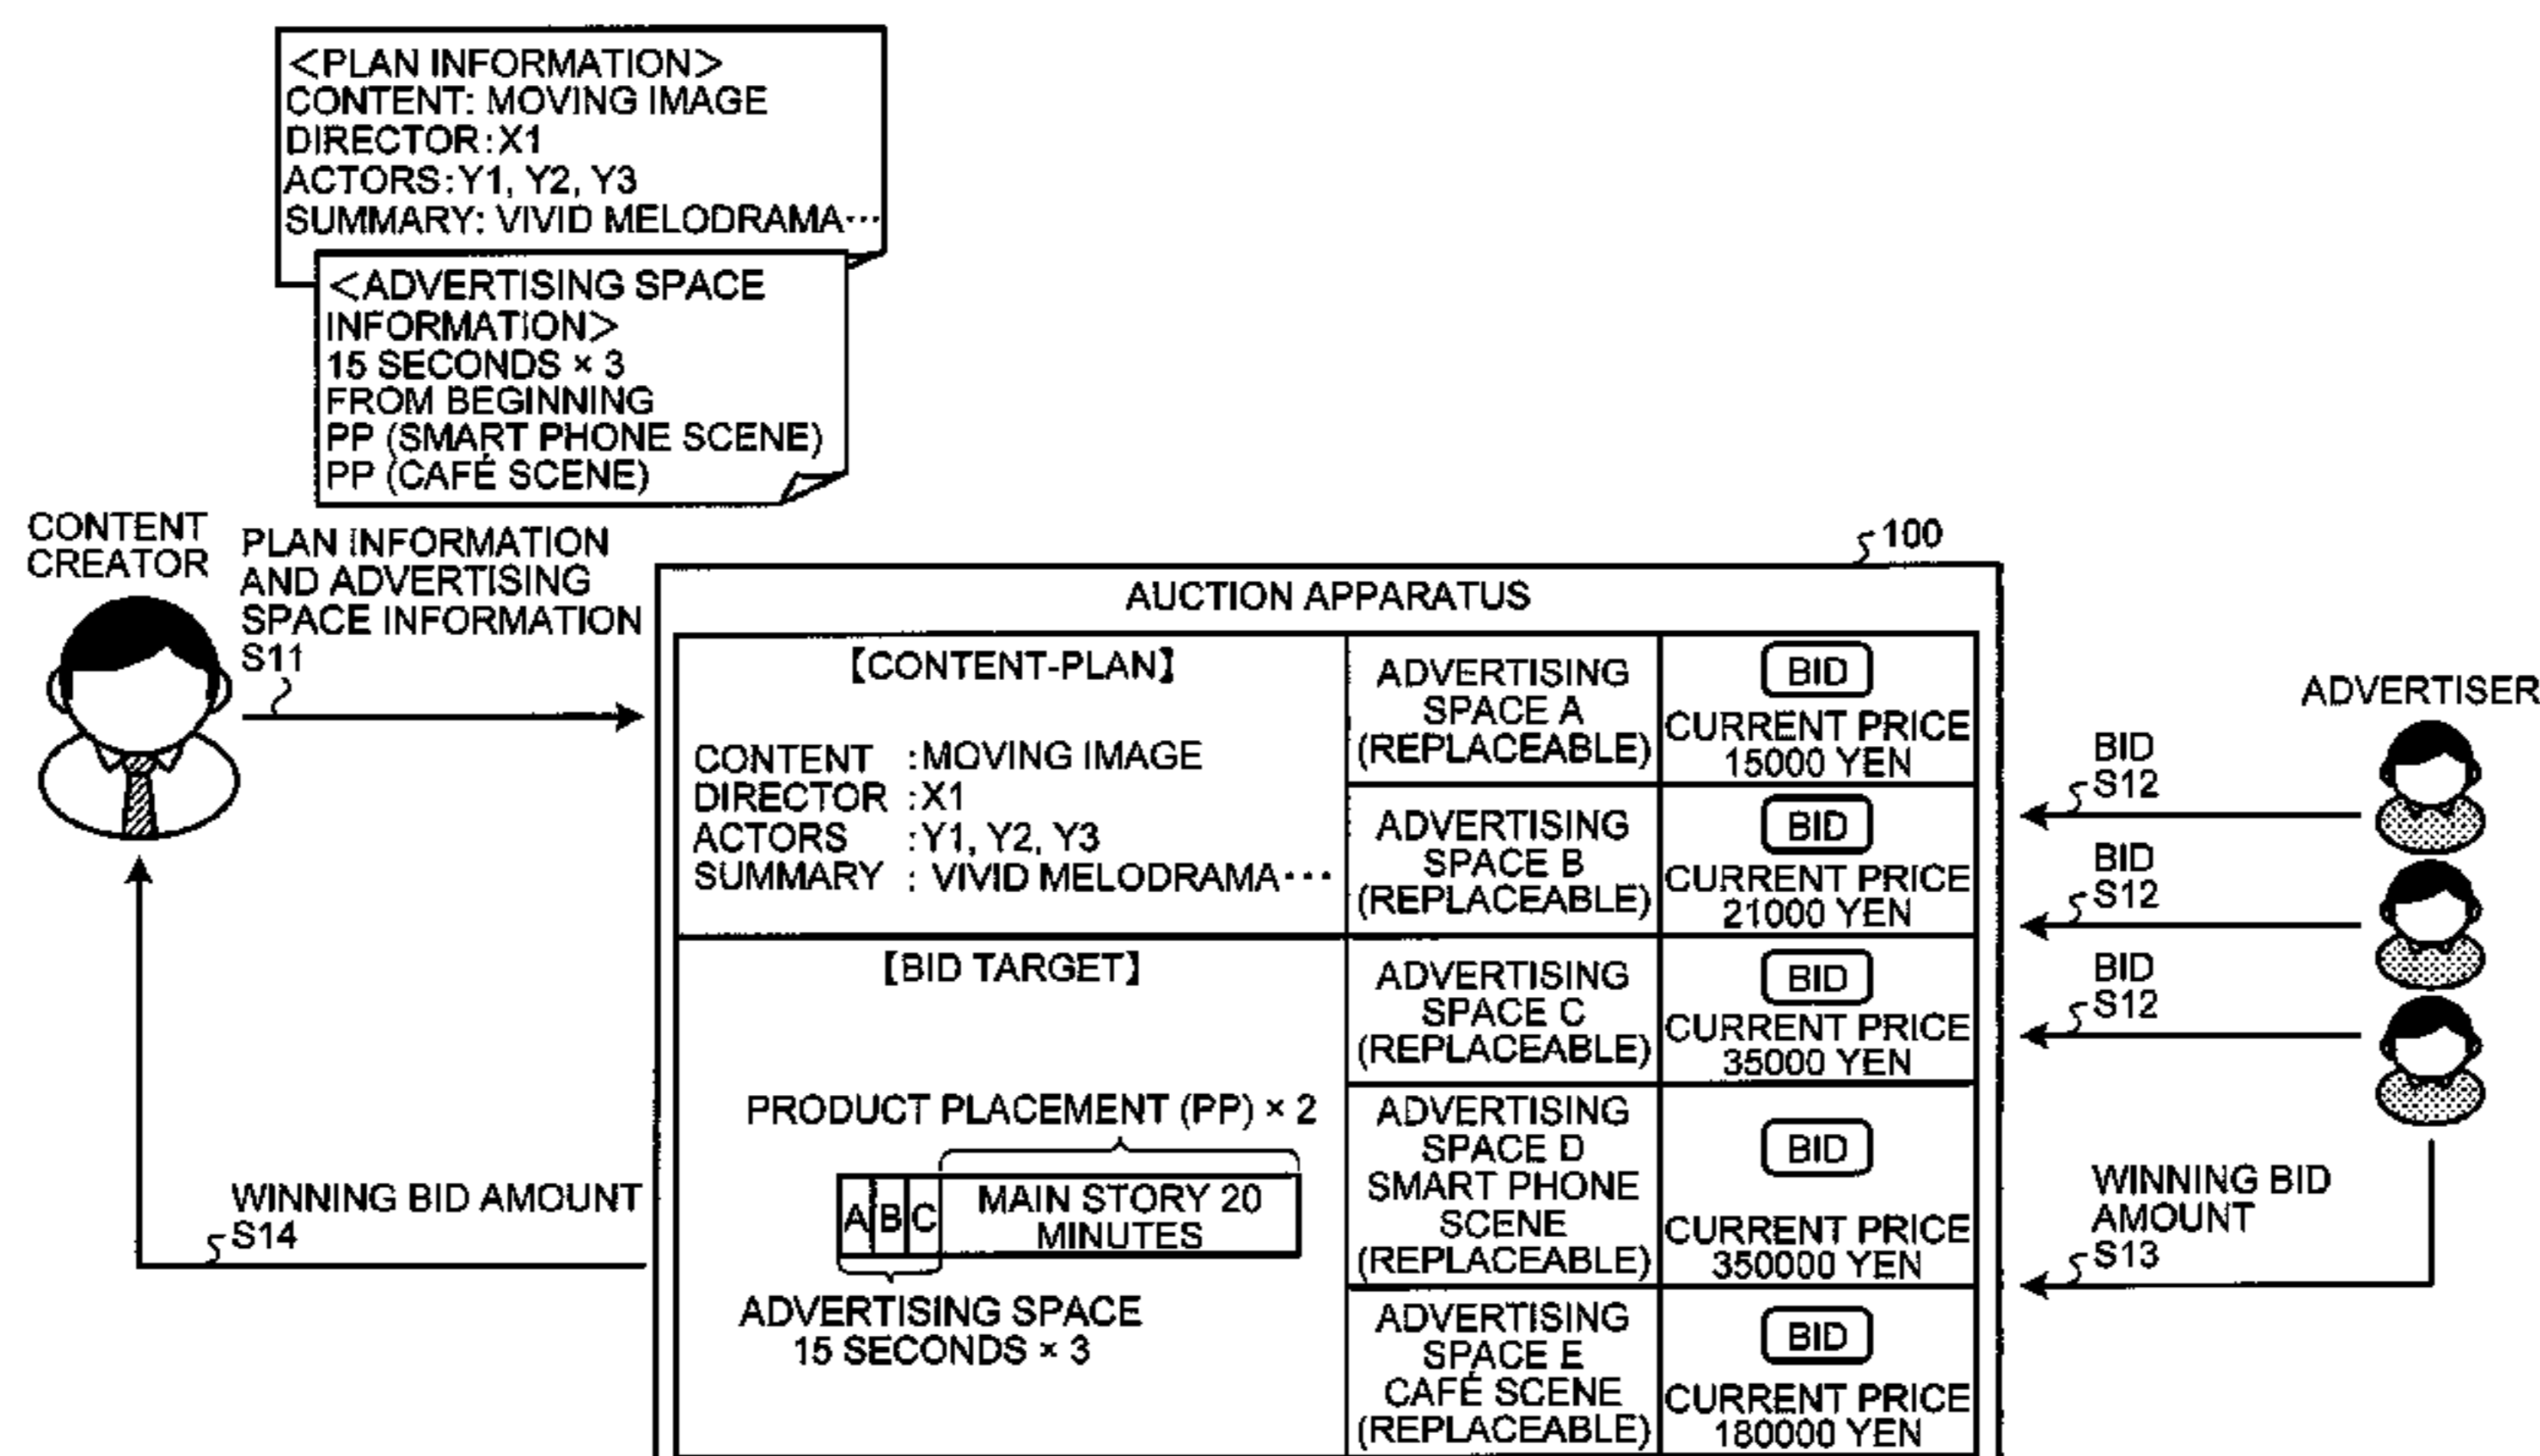 <PLAN INFORMATION>
CONTENT: MOVING IMAGE
DIRECTOR:X1
ACTORS:Y1, Y2, Y3
SUMMARY: VIVID MELODRAMA···
<ADVERTISING SPACE
INFORMATION>
15 SECONDS × 3
FROM BEGINNING
PP (SMART PHONE SCENE)
PP (CAFÉ SCENE)
CONTENT
CREATOR
PLAN INFORMATION
AND ADVERTISING
SPACE INFORMATION
S11
100
AUCTION APPARATUS
【CONTENT-PLAN】
CONTENT :MOVING IMAGE
DIRECTOR :X1
ACTORS :Y1, Y2, Y3
SUMMARY : VIVID MELODRAMA···
【BID TARGET】
PRODUCT PLACEMENT (PP) × 2
A B C
MAIN STORY 20
MINUTES
ADVERTISING SPACE
15 SECONDS × 3
ADVERTISING
SPACE A
(REPLACEABLE)
BID
CURRENT PRICE
15000 YEN
ADVERTISING
SPACE B
(REPLACEABLE)
BID
CURRENT PRICE
21000 YEN
ADVERTISING
SPACE C
(REPLACEABLE)
BID
CURRENT PRICE
35000 YEN
ADVERTISING
SPACE D
SMART PHONE
SCENE
(REPLACEABLE)
BID
CURRENT PRICE
350000 YEN
ADVERTISING
SPACE E
CAFÉ SCENE
(REPLACEABLE)
BID
CURRENT PRICE
180000 YEN
ADVERTISER
BID
S12
BID
S12
BID
S12
WINNING BID
AMOUNT
S13
WINNING BID AMOUNT
S14